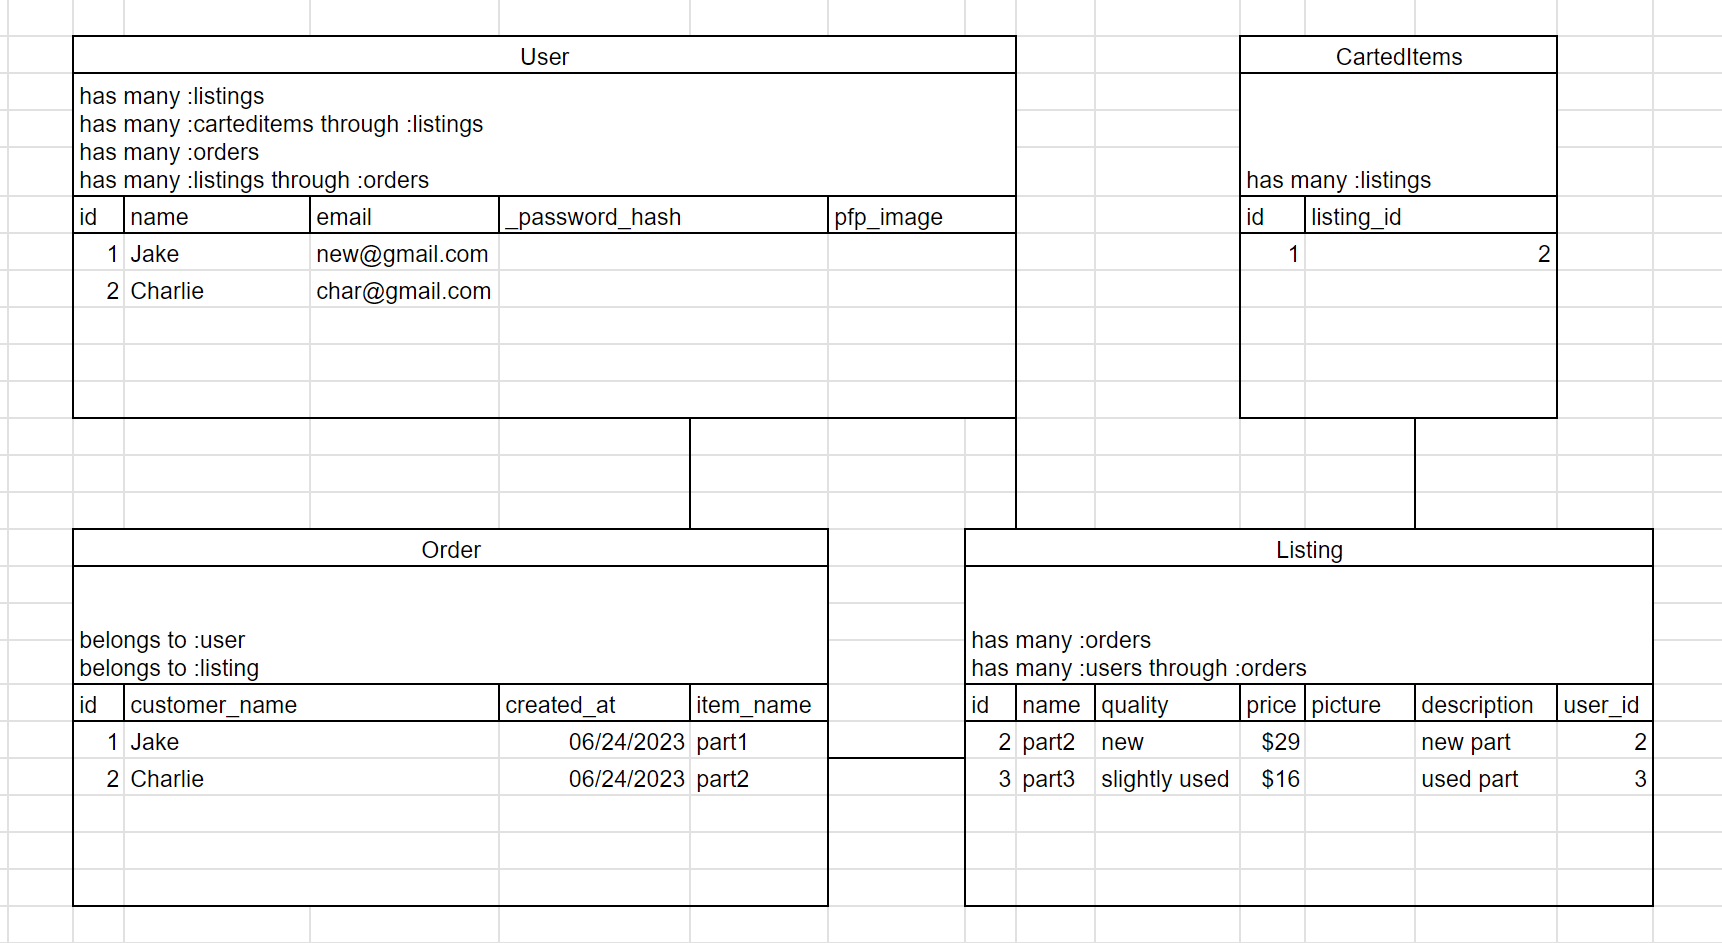 User
has many :listings
has many :carteditems through :listings
has many :orders
has many :listings through :orders
id name email _password_hash pfp_image
1 Jake new@gmail.com
2 Charlie char@gmail.com
CartedItems
has many :listings
id listing_id
1 2
Order
belongs to :user
belongs to :listing
id customer_name created_at item_name
1 Jake 06/24/2023 part1
2 Charlie 06/24/2023 part2
Listing
has many :orders
has many :users through :orders
id name quality price picture description user_id
2 part2 new $29 new part 2
3 part3 slightly used $16 used part 3